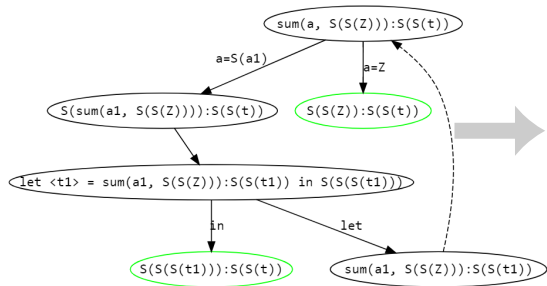 sum(a, S(S(Z))):S(S(t))
a=S(a1)
a=Z
S(sum(a1, S(S(Z)))):S(S(t))
S(S(Z)):S(S(t))
let <t1> = sum(a1, S(S(Z))):S(S(t1)) in S(S(S(t1)))
in
let
S(S(S(t1))):S(S(t))
sum(a1, S(S(Z))):S(S(t1))